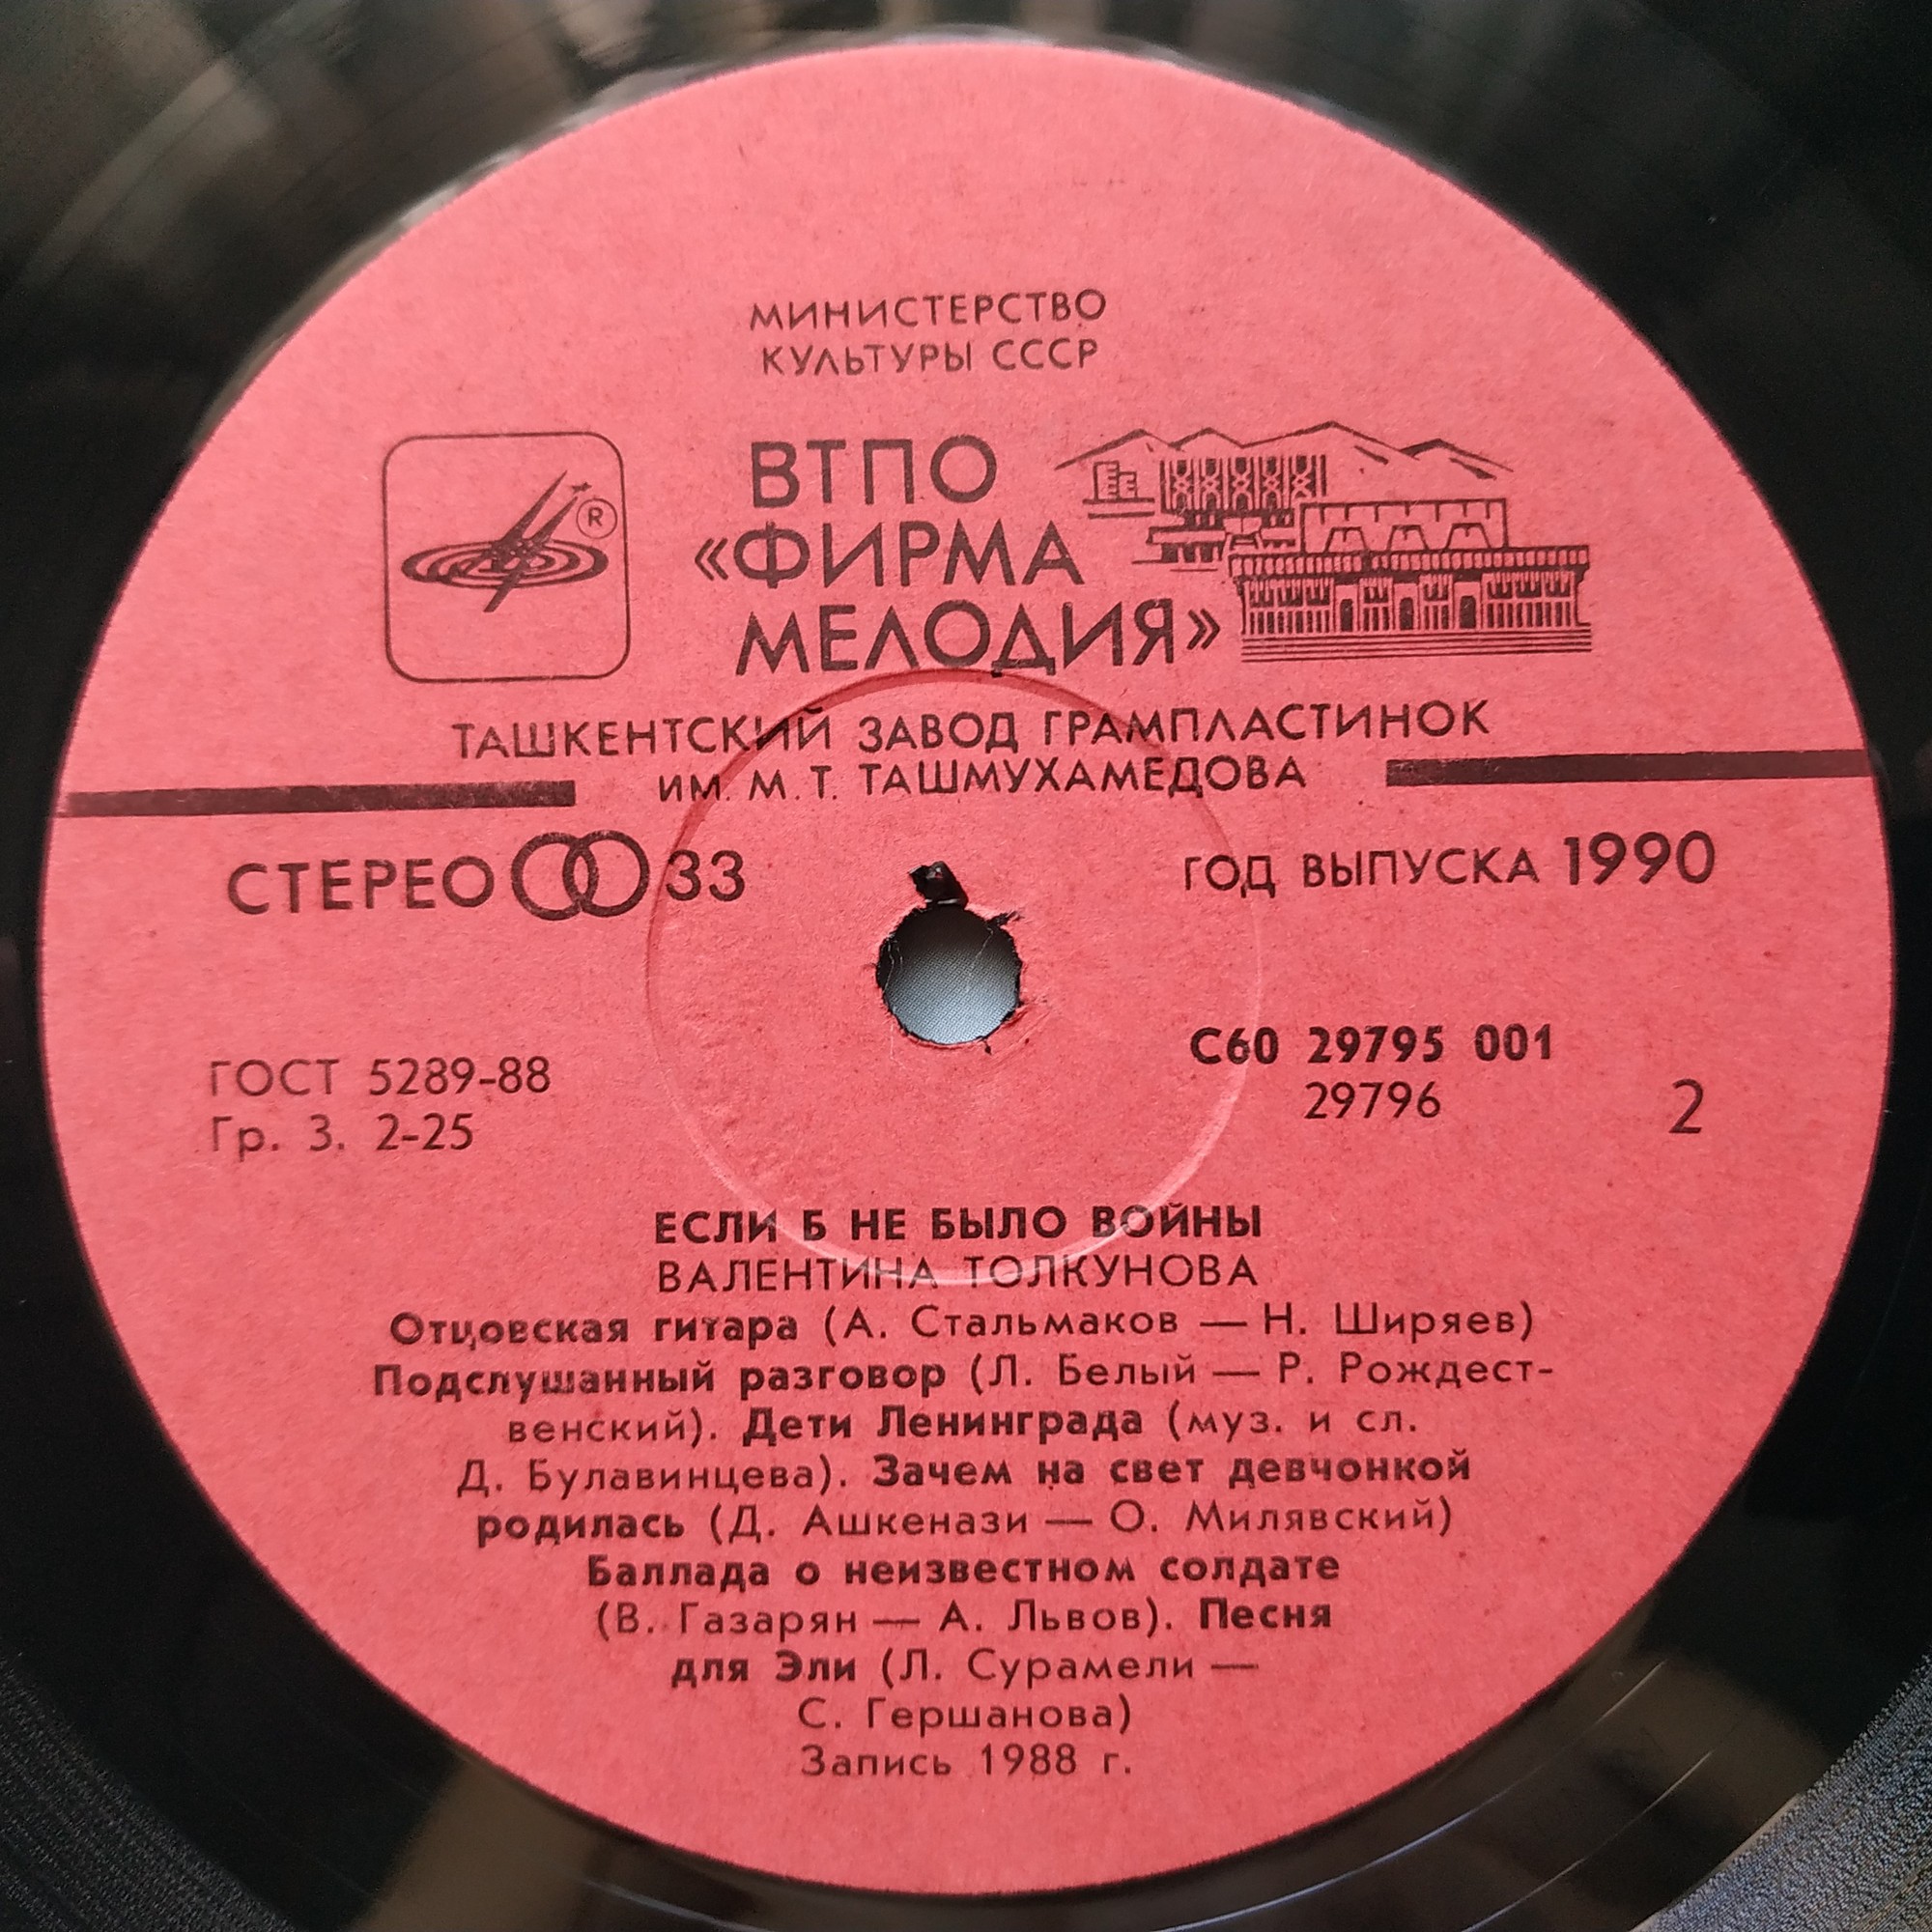 МИНИСТЕРСТВО
КУЛЬТУРЫ СССР
ВТПО
«ФИРМА
МЕЛОДИЯ»
®
ТАШКЕНТСКИЙ ЗАВОД ГРАМПЛАСТИНОК
ИМ. М. Т. ТАШМУХАМЕДОВА
СТЕРЕО 33
ГОД ВЫПУСКА 1990
ГОСТ 5289-88
Гр. 3. 2-25
С60 29795 001
29796
2
ЕСЛИ Б НЕ БЫЛО ВОЙНЫ
ВАЛЕНТИНА ТОЛКУНОВА
Отцовская гитара (А. Стальмаков — Н. Ширяев)
Подслушанный разговор (Л. Белый — Р. Рождест-
венский). Дети Ленинграда (муз. и сл.
Д. Булавинцева). Зачем на свет девчонкой
родилась (Д. Ашкенази — О. Милявский)
Баллада о неизвестном солдате
(В. Газарян — А. Львов). Песня
для Эли (Л. Сурамели —
С. Гершанова)
Запись 1988 г.